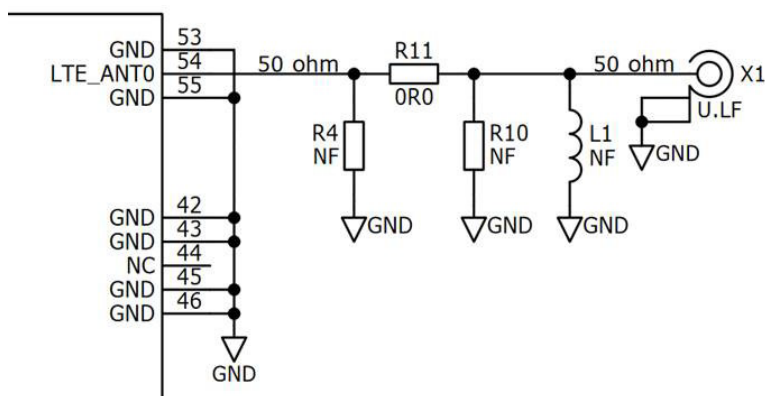 GND 53
LTE_ANT0 54 50 ohm R11 50 ohm X1
GND 55 0R0 U.LF
R4 R10 L1
NF NF NF GND
GND 42 GND GND GND
GND 43
NC 44
GND 45
GND 46
GND